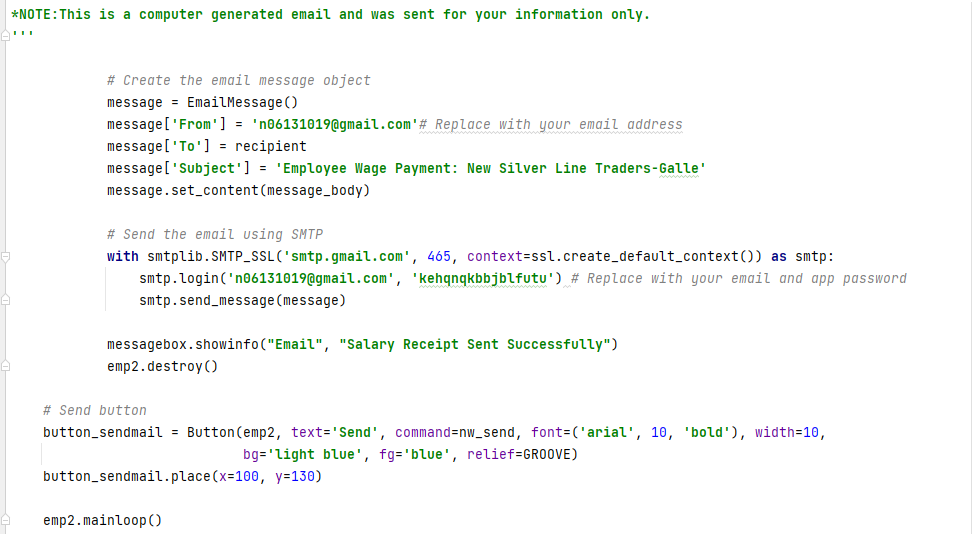 *NOTE:This is a computer generated email and was sent for your information only.
'''
# Create the email message object
message = EmailMessage()
message['From'] = 'n06131019@gmail.com'# Replace with your email address
message['To'] = recipient
message['Subject'] = 'Employee Wage Payment: New Silver Line Traders-Galle'
message.set_content(message_body)
# Send the email using SMTP
with smtplib.SMTP_SSL('smtp.gmail.com', 465, context=ssl.create_default_context()) as smtp:
smtp.login('n06131019@gmail.com', 'kehqnqkbbjblfutu') # Replace with your email and app password
smtp.send_message(message)
messagebox.showinfo("Email", "Salary Receipt Sent Successfully")
emp2.destroy()
# Send button
button_sendmail = Button(emp2, text='Send', command=nw_send, font=('arial', 10, 'bold'), width=10,
bg='light blue', fg='blue', relief=GROOVE)
button_sendmail.place(x=100, y=130)
emp2.mainloop()